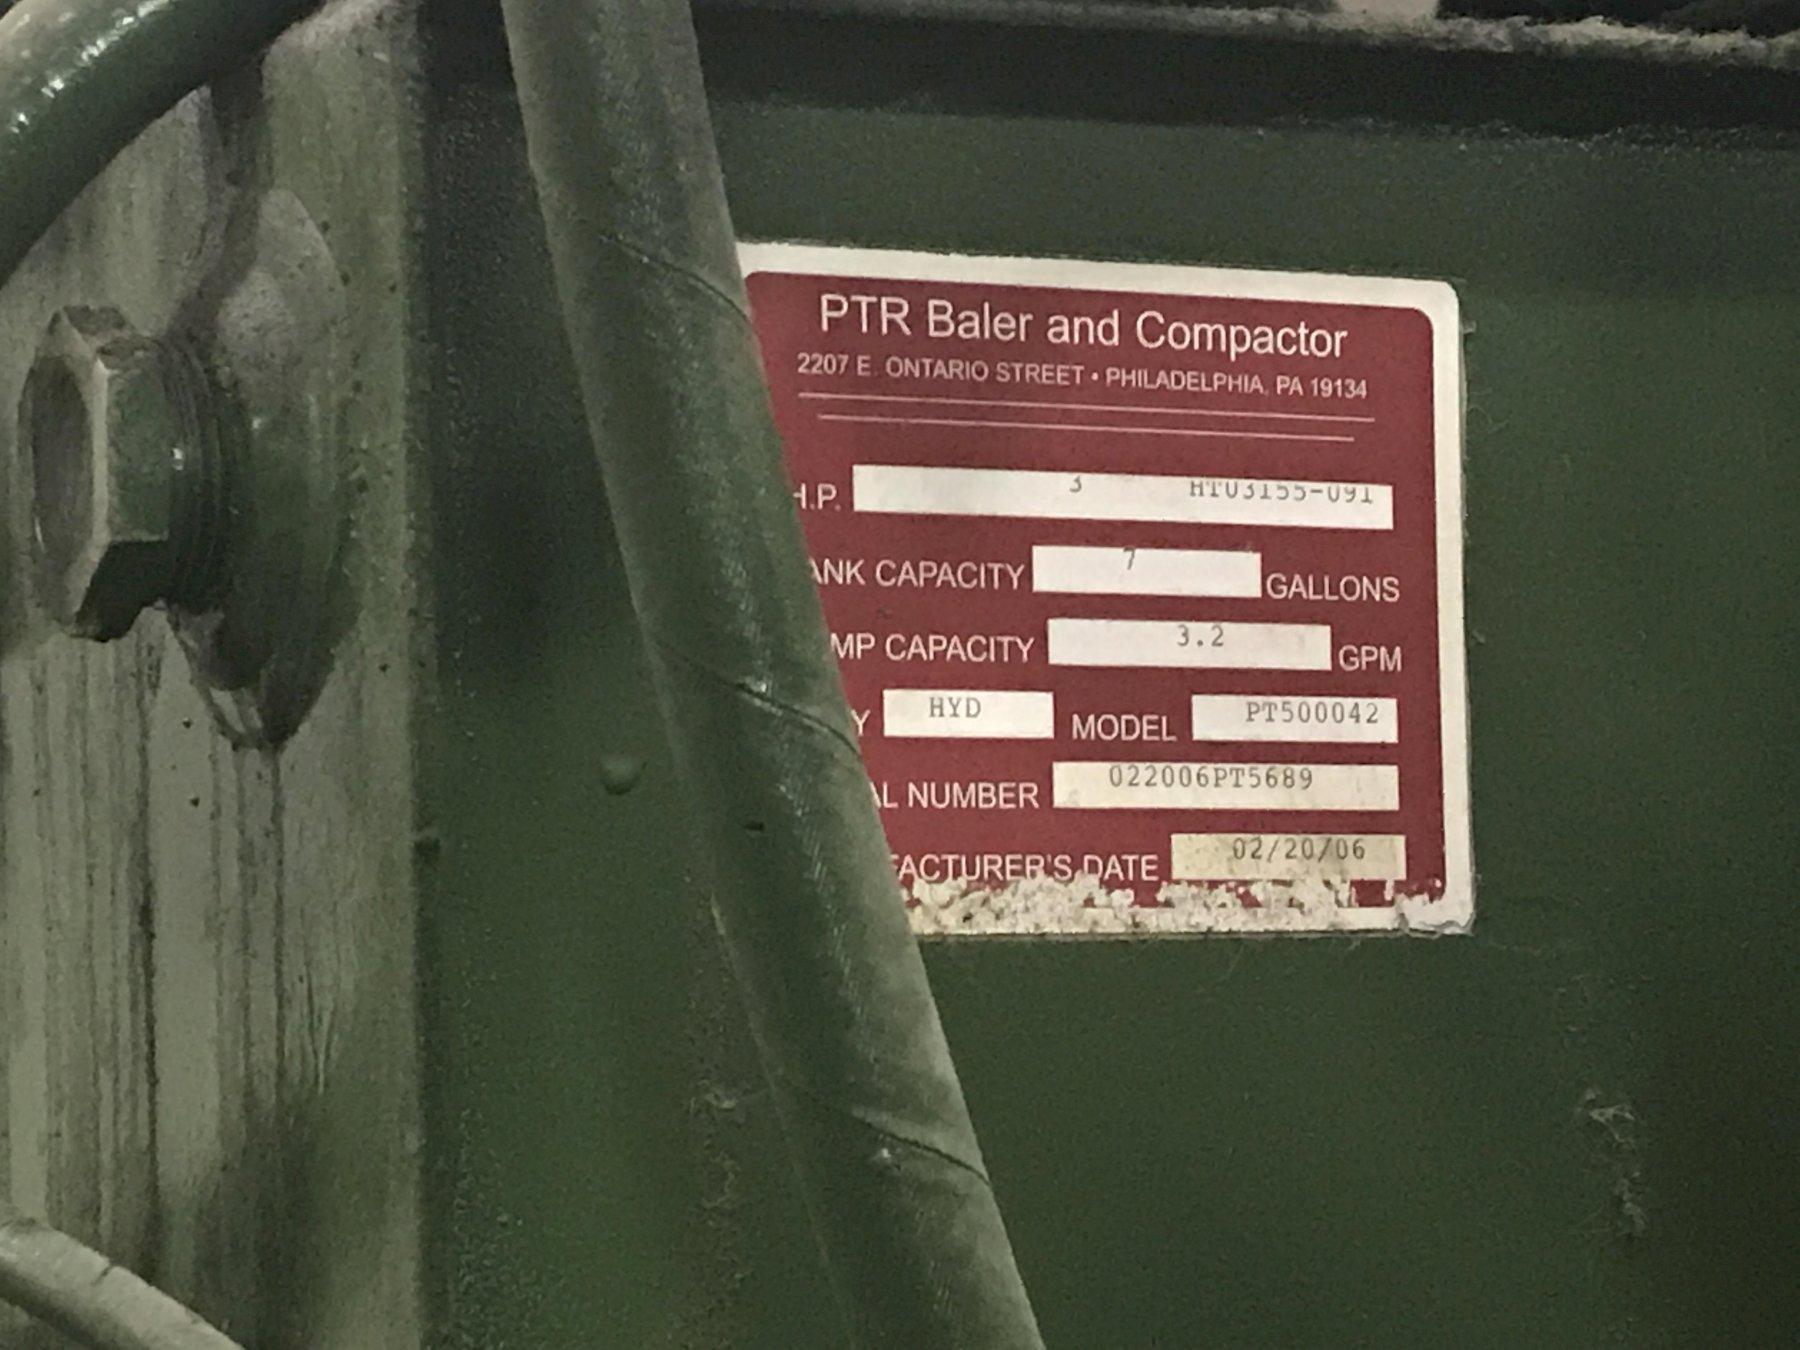 PTR Baler and Compactor
2207 E. ONTARIO STREET • PHILADELPHIA, PA 19134
H.P. 3 HT03155-091
ANK CAPACITY 7 GALLONS
MP CAPACITY 3.2 GPM
Y HYD MODEL PT500042
AL NUMBER 022006PT5689
FACTURER'S DATE 02/20/06